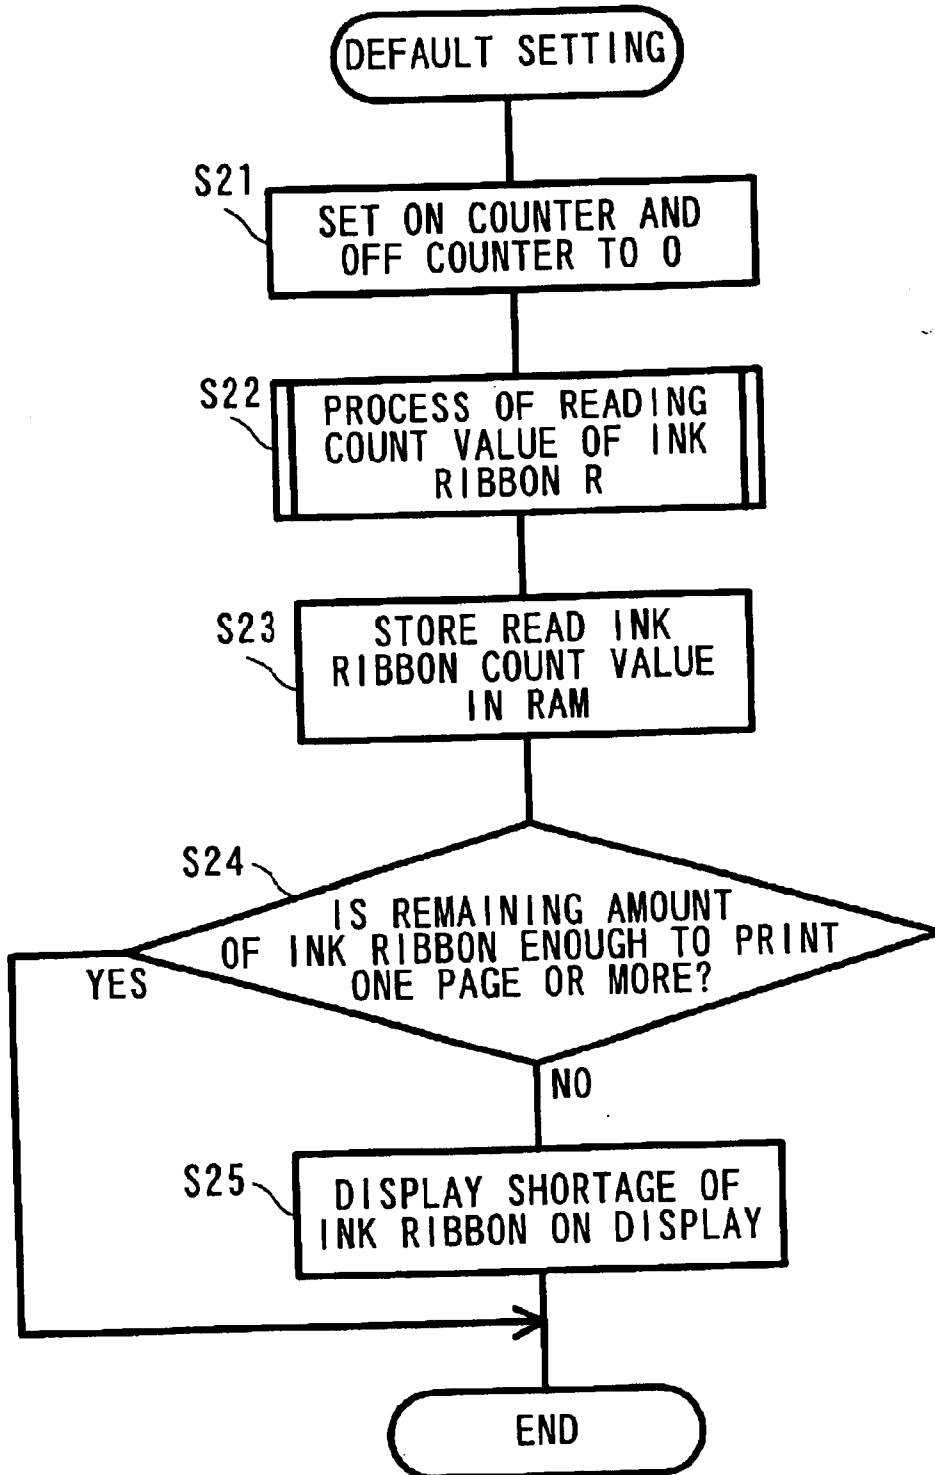 DEFAULT SETTING
S21
SET ON COUNTER AND
OFF COUNTER TO 0
S22
PROCESS OF READING
COUNT VALUE OF INK
RIBBON R
S23
STORE READ INK
RIBBON COUNT VALUE
IN RAM
S24
IS REMAINING AMOUNT
OF INK RIBBON ENOUGH TO PRINT
ONE PAGE OR MORE?
YES
NO
S25
DISPLAY SHORTAGE OF
INK RIBBON ON DISPLAY
END